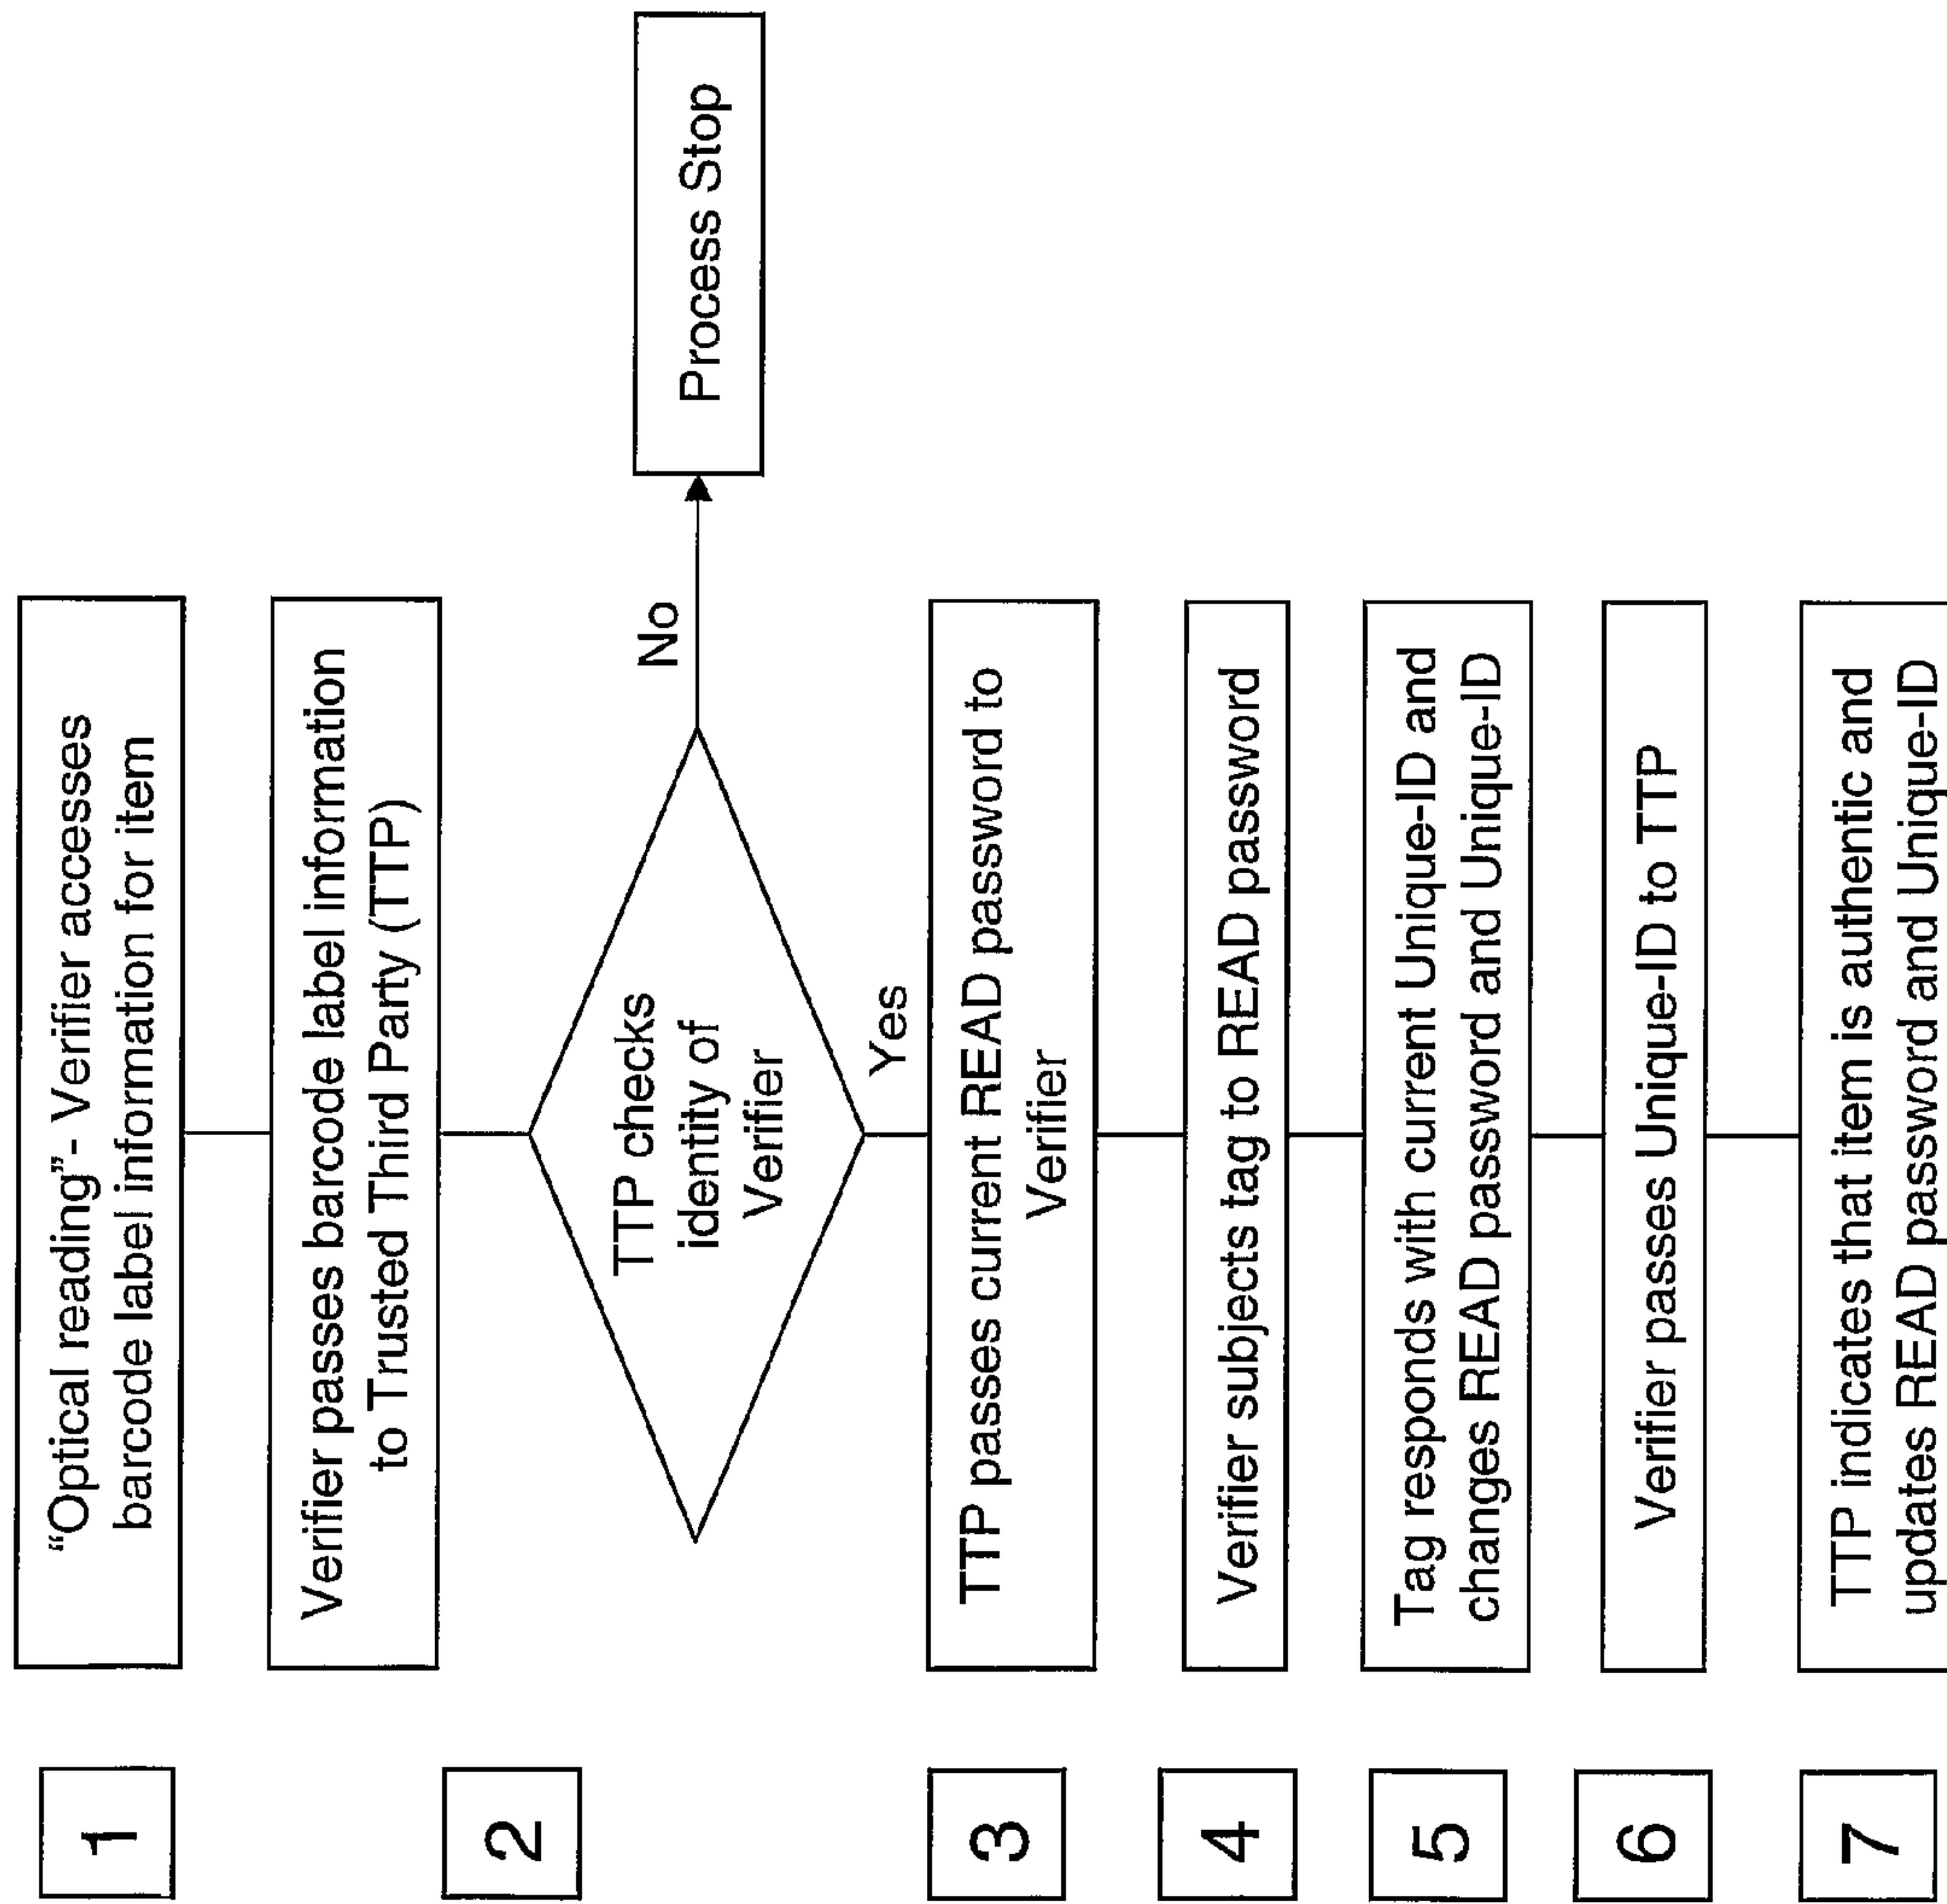 1
“Optical reading”- Verifier accesses
barcode label information for item
2
Verifier passes barcode label information
to Trusted Third Party (TTP)
TTP checks
identity of
Verifier
No
Process Stop
Yes
3
TTP passes current READ password to
Verifier
4
Verifier subjects tag to READ password
5
Tag responds with current Unique-ID and
changes READ password and Unique-ID
6
Verifier passes Unique-ID to TTP
7
TTP indicates that item is authentic and
updates READ password and Unique-ID